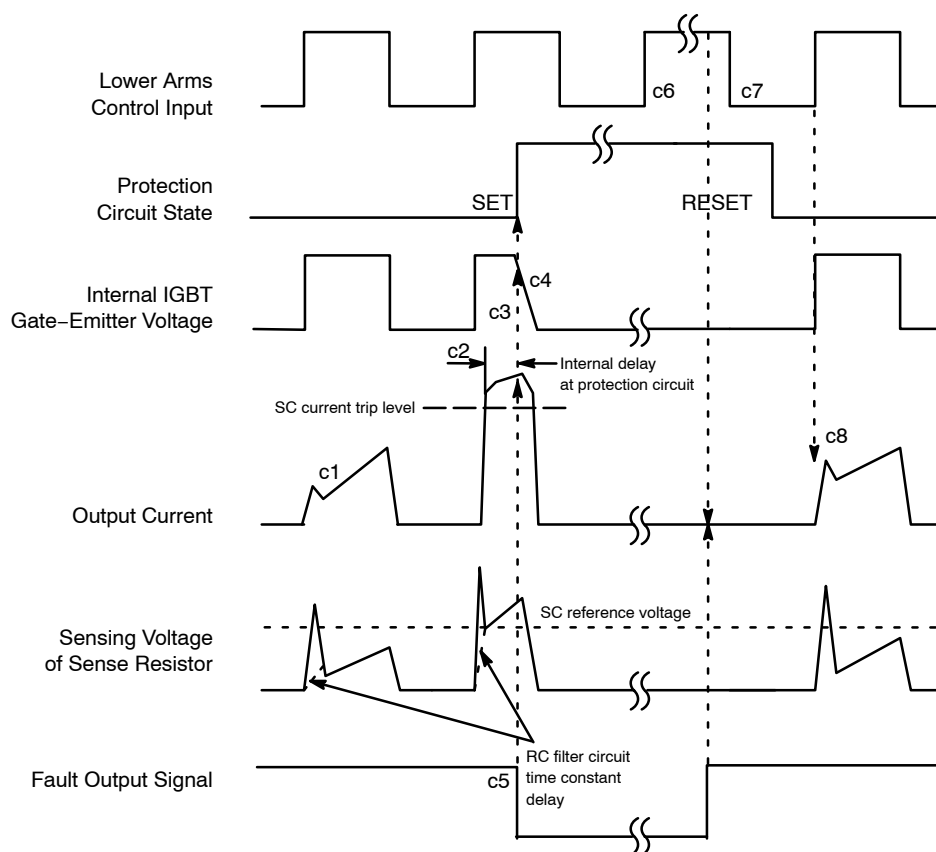 Lower Arms
Control Input
c6
c7
Protection
Circuit State
SET
RESET
Internal IGBT
Gate−Emitter Voltage
c3
c4
c2
Internal delay
at protection circuit
SC current trip level
c1
c8
Output Current
SC reference voltage
Sensing Voltage
of Sense Resistor
RC filter circuit
time constant
delay
Fault Output Signal
c5